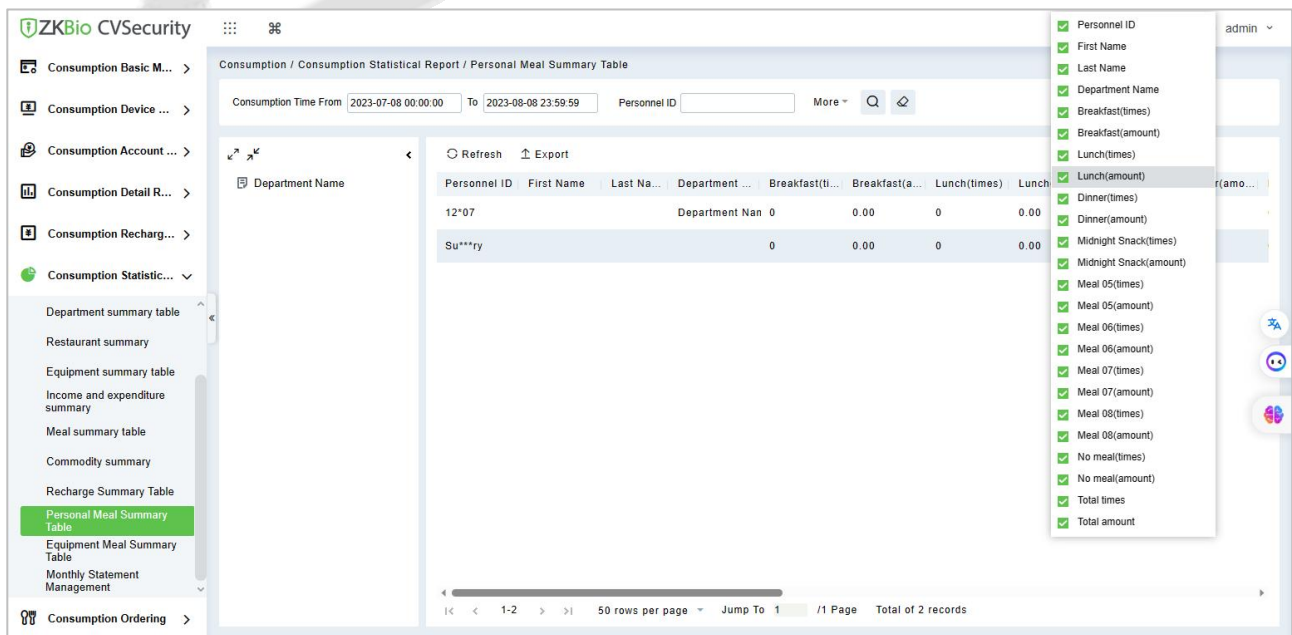 ZKBio CVSecurity
admin
Consumption Basic M...
Consumption Device ...
Consumption Account ...
Consumption Detail R...
Consumption Recharg...
Consumption Statistic...
Department summary table
Restaurant summary
Equipment summary table
Income and expenditure
summary
Meal summary table
Commodity summary
Recharge Summary Table
Personal Meal Summary
Table
Equipment Meal Summary
Table
Monthly Statement
Management
Consumption Ordering
Consumption / Consumption Statistical Report / Personal Meal Summary Table
Consumption Time From 2023-07-08 00:00:00 To 2023-08-08 23:59:59 Personnel ID More
Department Name
Refresh Export
Personnel ID First Name Last Na... Department ... Breakfast(ti... Breakfast(a... Lunch(times) Lunch r(amo...
12*07 Department Nan 0 0.00 0 0.00
Su***ry 0 0.00 0 0.00
1-2 50 rows per page Jump To 1 /1 Page Total of 2 records
Personnel ID
First Name
Last Name
Department Name
Breakfast(times)
Breakfast(amount)
Lunch(times)
Lunch(amount)
Dinner(times)
Dinner(amount)
Midnight Snack(times)
Midnight Snack(amount)
Meal 05(times)
Meal 05(amount)
Meal 06(times)
Meal 06(amount)
Meal 07(times)
Meal 07(amount)
Meal 08(times)
Meal 08(amount)
No meal(times)
No meal(amount)
Total times
Total amount